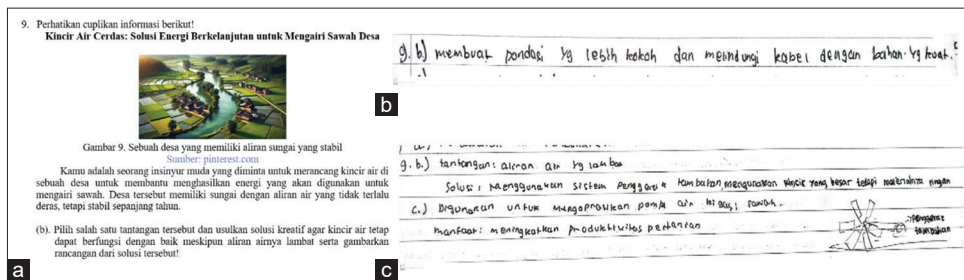 9. Perhatikan cuplikan informasi berikut!
Kincir Air Cerdas: Solusi Energi Berkelanjutan untuk Mengairi Sawah Desa
Gambar 9. Sebuah desa yang memiliki aliran sungai yang stabil
Sumber: pinterest.com
Kamu adalah seorang insinyur muda yang diminta untuk merancang kincir air di
sebuah desa untuk membantu menghasilkan energi yang akan digunakan untuk
mengairi sawah. Desa tersebut memiliki sungai dengan aliran air yang tidak terlalu
deras, tetapi stabil sepanjang tahun.
(b). Pilih salah satu tantangan tersebut dan usulkan solusi kreatif agar kincir air tetap
dapat berfungsi dengan baik meskipun aliran airnya lambat serta gambarkan
rancangan dari solusi tersebut!
a
9. b) membuat pondasi yg lebih kokoh dan melindungi kabel dengan bahan-yg kuat.
b
9. b.) tantangan: aliran air yg lambat
Solusi: Menggunakan sistem penggerak tambahan, mengunakan kincir yang besar tetapi materialnya ringan
c.) Digunakan untuk mengoprasikan pompa air irigasi sawah.
manfaat: meningkatkan produktivitas pertanian
penggerak
tambahan
c